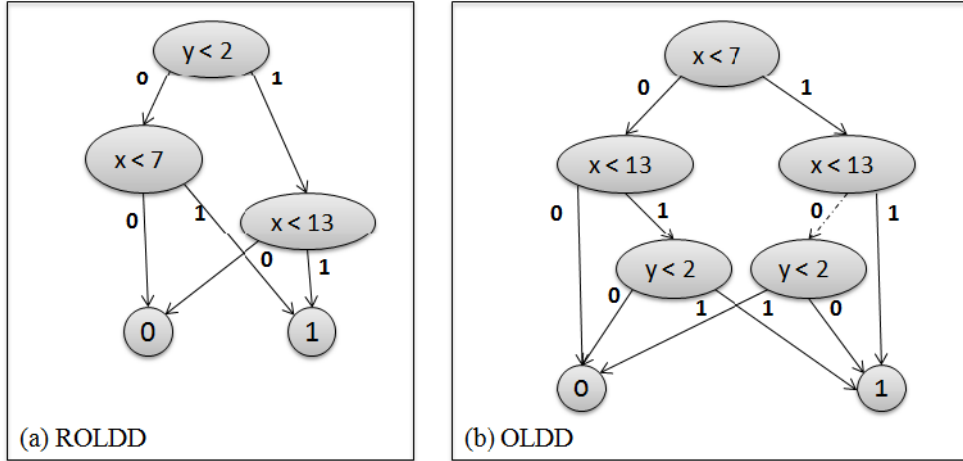 y < 2
0 1
x < 7
0 1
x < 13
0 1
0 1
(a) ROLDD
x < 7
0 1
x < 13 x < 13
0 1 0 1
y < 2 y < 2
0 1 1 0
0 1
(b) OLDD